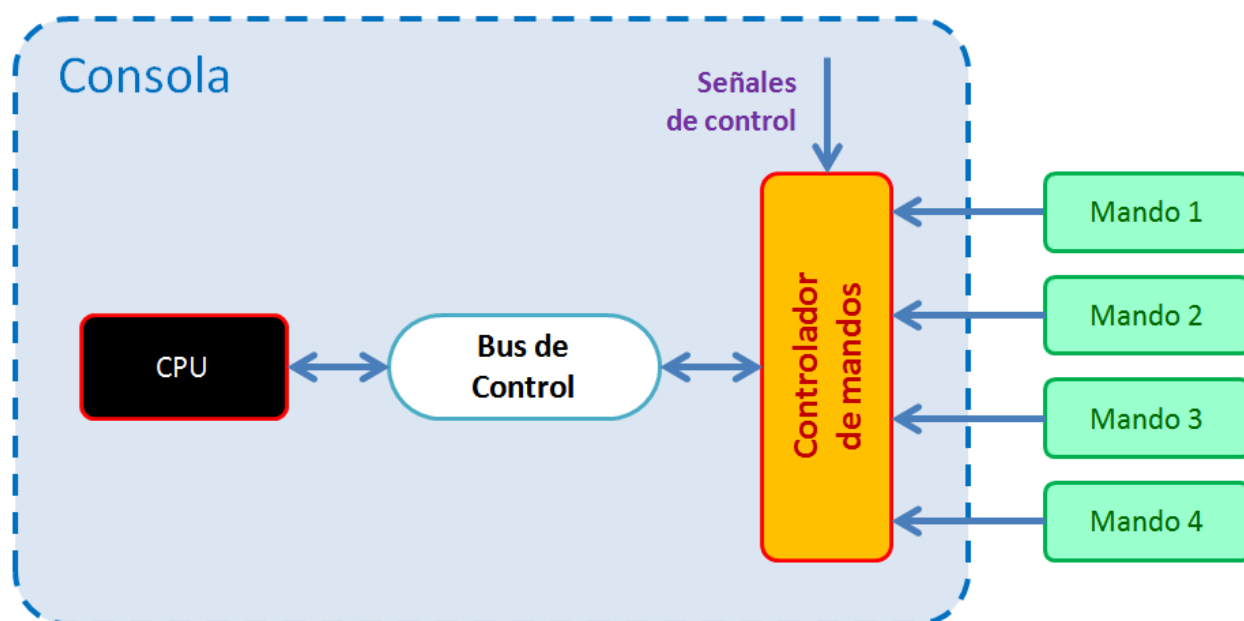 Consola
Señales
de control
Mando 1
Mando 2
Mando 3
Mando 4
Controlador
de mandos
Bus de
Control
CPU